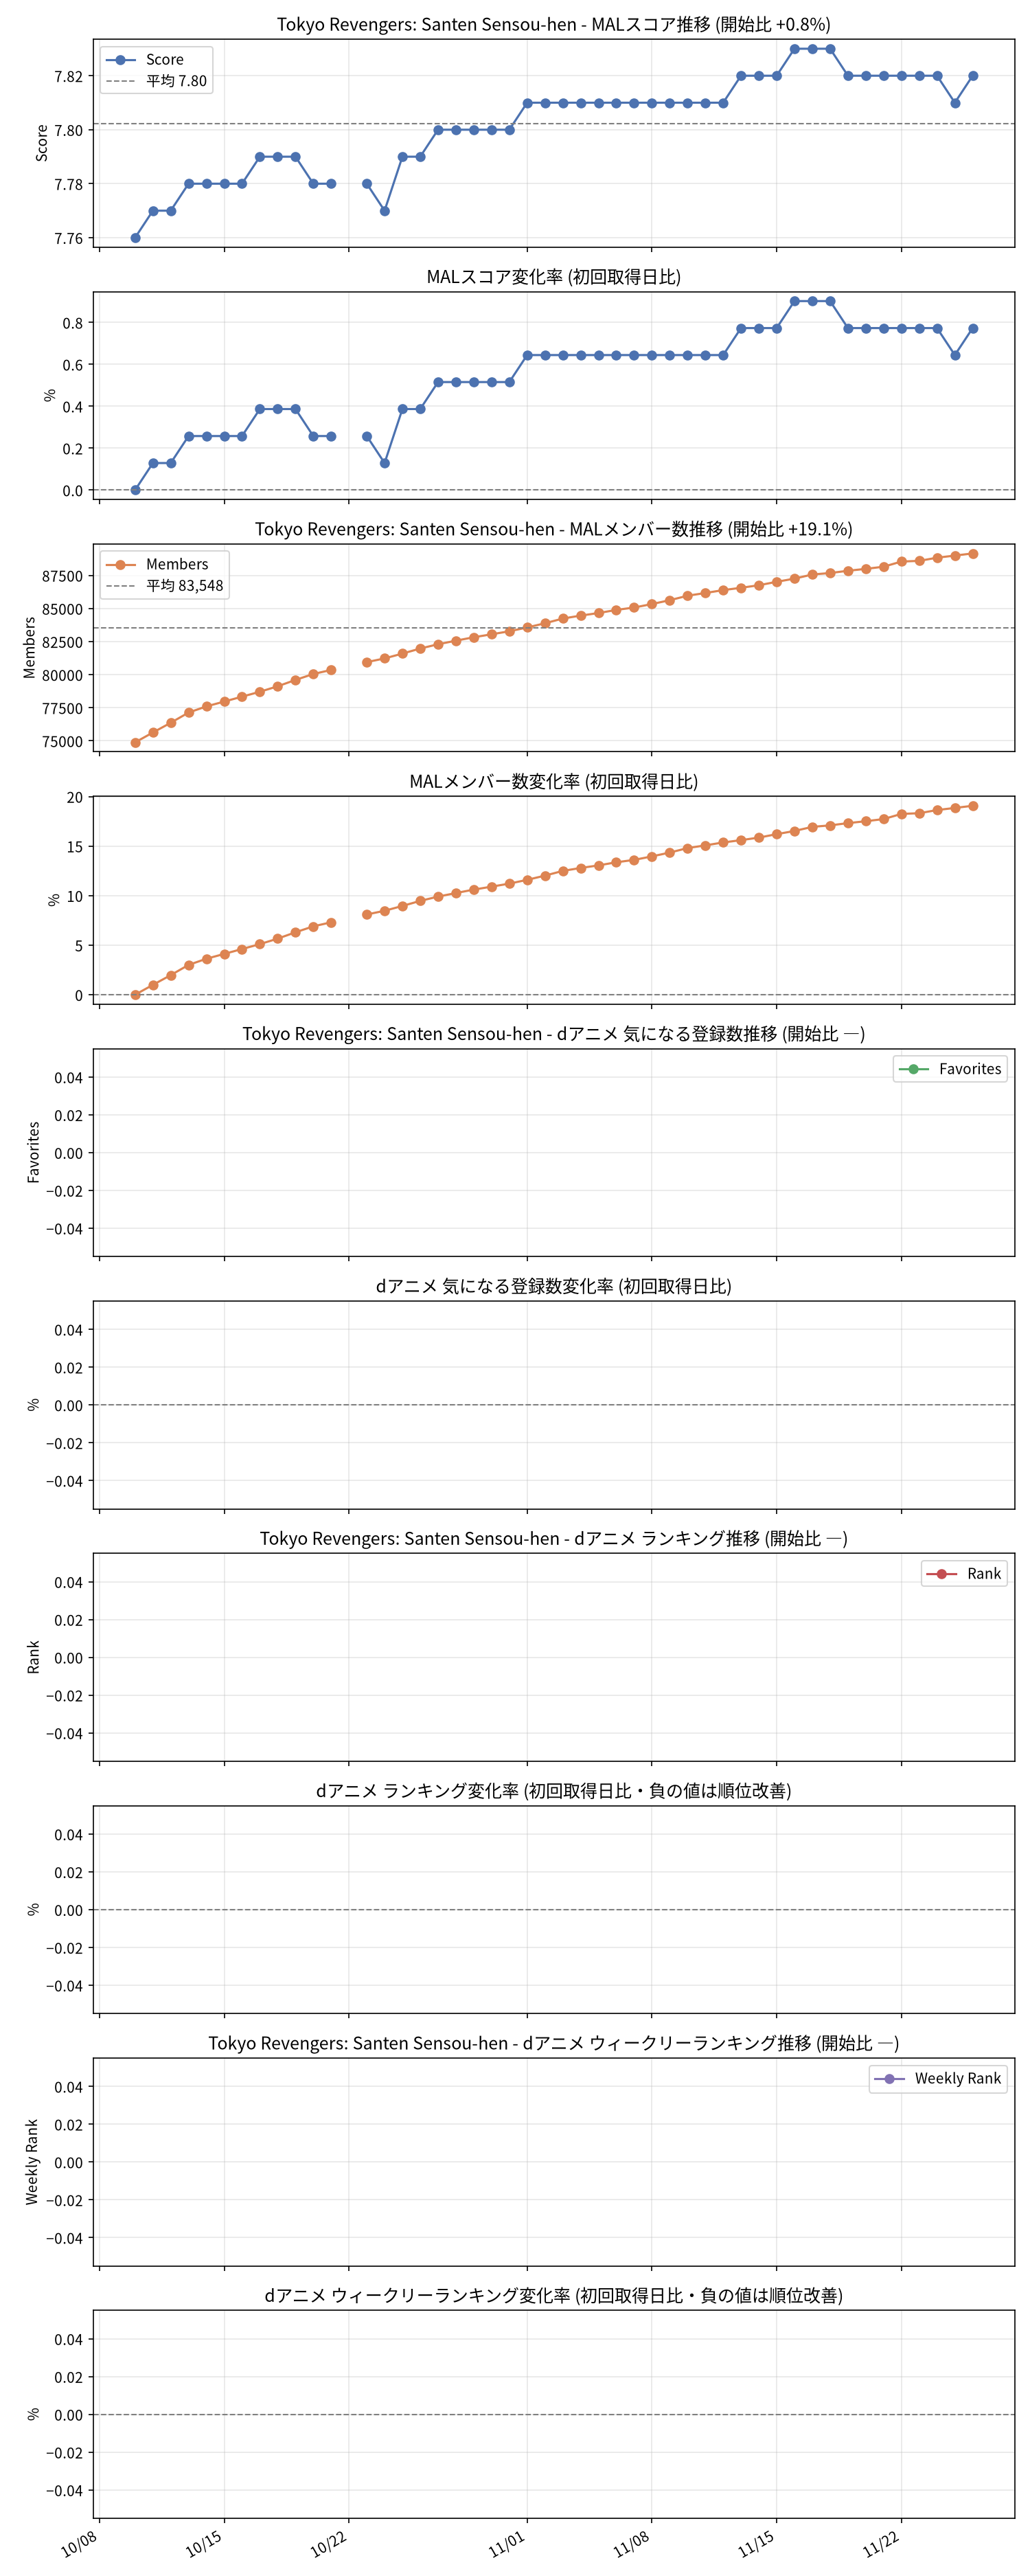 Tokyo Revengers: Santen Sensou-hen - MALスコア推移 (開始比 +0.8%)
Score
平均 7.80
Score
7.82
7.80
7.78
7.76
MALスコア変化率 (初回取得日比)
%
0.8
0.6
0.4
0.2
0.0
Tokyo Revengers: Santen Sensou-hen - MALメンバー数推移 (開始比 +19.1%)
Members
平均 83,548
Members
87500
85000
82500
80000
77500
75000
MALメンバー数変化率 (初回取得日比)
%
20
15
10
5
0
Tokyo Revengers: Santen Sensou-hen - dアニメ 気になる登録数推移 (開始比 —)
Favorites
Favorites
0.04
0.02
0.00
−0.02
−0.04
dアニメ 気になる登録数変化率 (初回取得日比)
%
0.04
0.02
0.00
−0.02
−0.04
Tokyo Revengers: Santen Sensou-hen - dアニメ ランキング推移 (開始比 —)
Rank
Rank
0.04
0.02
0.00
−0.02
−0.04
dアニメ ランキング変化率 (初回取得日比・負の値は順位改善)
%
0.04
0.02
0.00
−0.02
−0.04
Tokyo Revengers: Santen Sensou-hen - dアニメ ウィークリーランキング推移 (開始比 —)
Weekly Rank
Weekly Rank
0.04
0.02
0.00
−0.02
−0.04
dアニメ ウィークリーランキング変化率 (初回取得日比・負の値は順位改善)
%
0.04
0.02
0.00
−0.02
−0.04
10/08
10/15
10/22
11/01
11/08
11/15
11/22